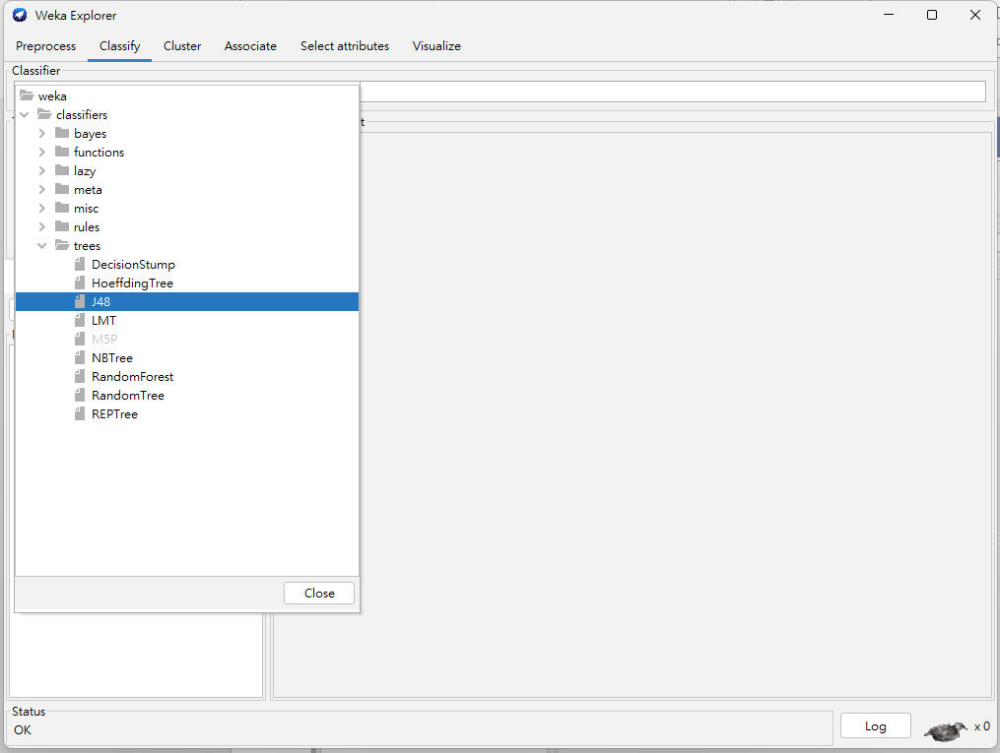 Weka Explorer
Preprocess Classify Cluster Associate Select attributes Visualize
Classifier
weka
classifiers
bayes
functions
lazy
meta
misc
rules
trees
DecisionStump
HoeffdingTree
J48
LMT
M5P
NBTree
RandomForest
RandomTree
REPTree
Close
Status
OK
Log
x 0